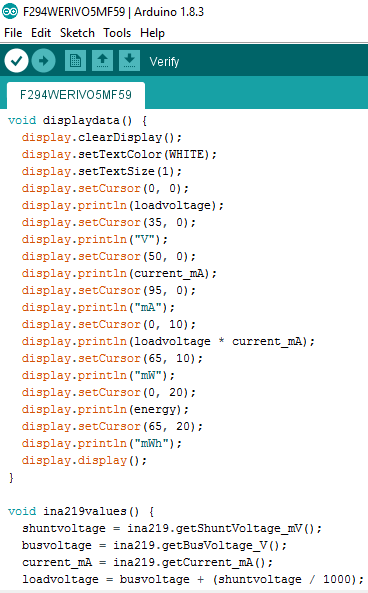 F294WERIVO5MF59 | Arduino 1.8.3
File Edit Sketch Tools Help
Verify
F294WERIVO5MF59
void displaydata() {
  display.clearDisplay();
  display.setTextColor(WHITE);
  display.setTextSize(1);
  display.setCursor(0, 0);
  display.println(loadvoltage);
  display.setCursor(35, 0);
  display.println("V");
  display.setCursor(50, 0);
  display.println(current_mA);
  display.setCursor(95, 0);
  display.println("mA");
  display.setCursor(0, 10);
  display.println(loadvoltage * current_mA);
  display.setCursor(65, 10);
  display.println("mW");
  display.setCursor(0, 20);
  display.println(energy);
  display.setCursor(65, 20);
  display.println("mWh");
  display.display();
}
void ina219values() {
  shuntvoltage = ina219.getShuntVoltage_mV();
  busvoltage = ina219.getBusVoltage_V();
  current_mA = ina219.getCurrent_mA();
  loadvoltage = busvoltage + (shuntvoltage / 1000);